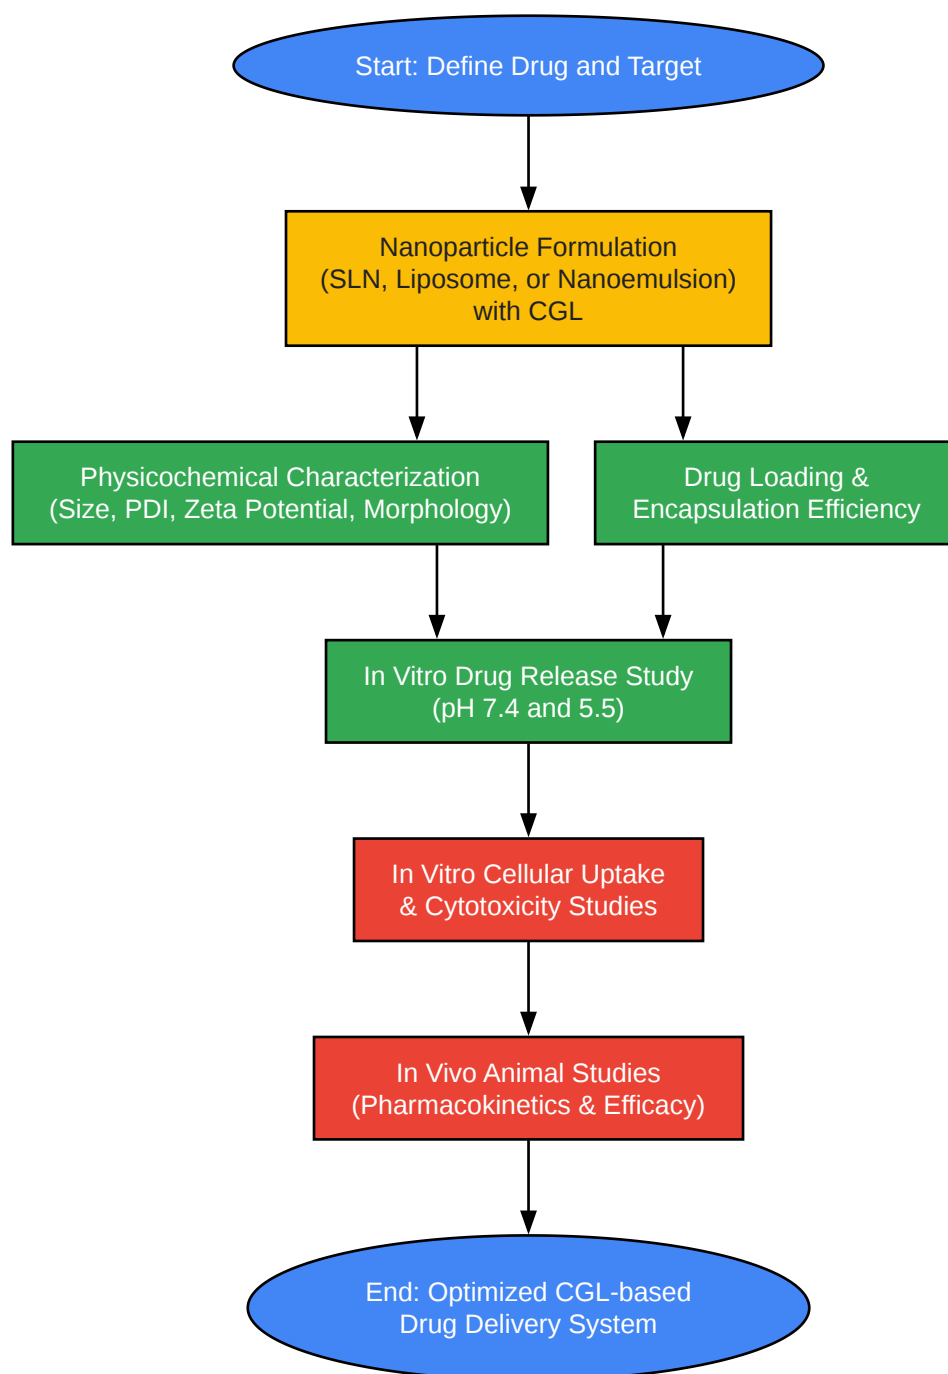 Start: Define Drug and Target
Nanoparticle Formulation
(SLN, Liposome, or Nanoemulsion)
with CGL
Physicochemical Characterization
(Size, PDI, Zeta Potential, Morphology)
Drug Loading &
Encapsulation Efficiency
In Vitro Drug Release Study
(pH 7.4 and 5.5)
In Vitro Cellular Uptake
& Cytotoxicity Studies
In Vivo Animal Studies
(Pharmacokinetics & Efficacy)
End: Optimized CGL-based
Drug Delivery System